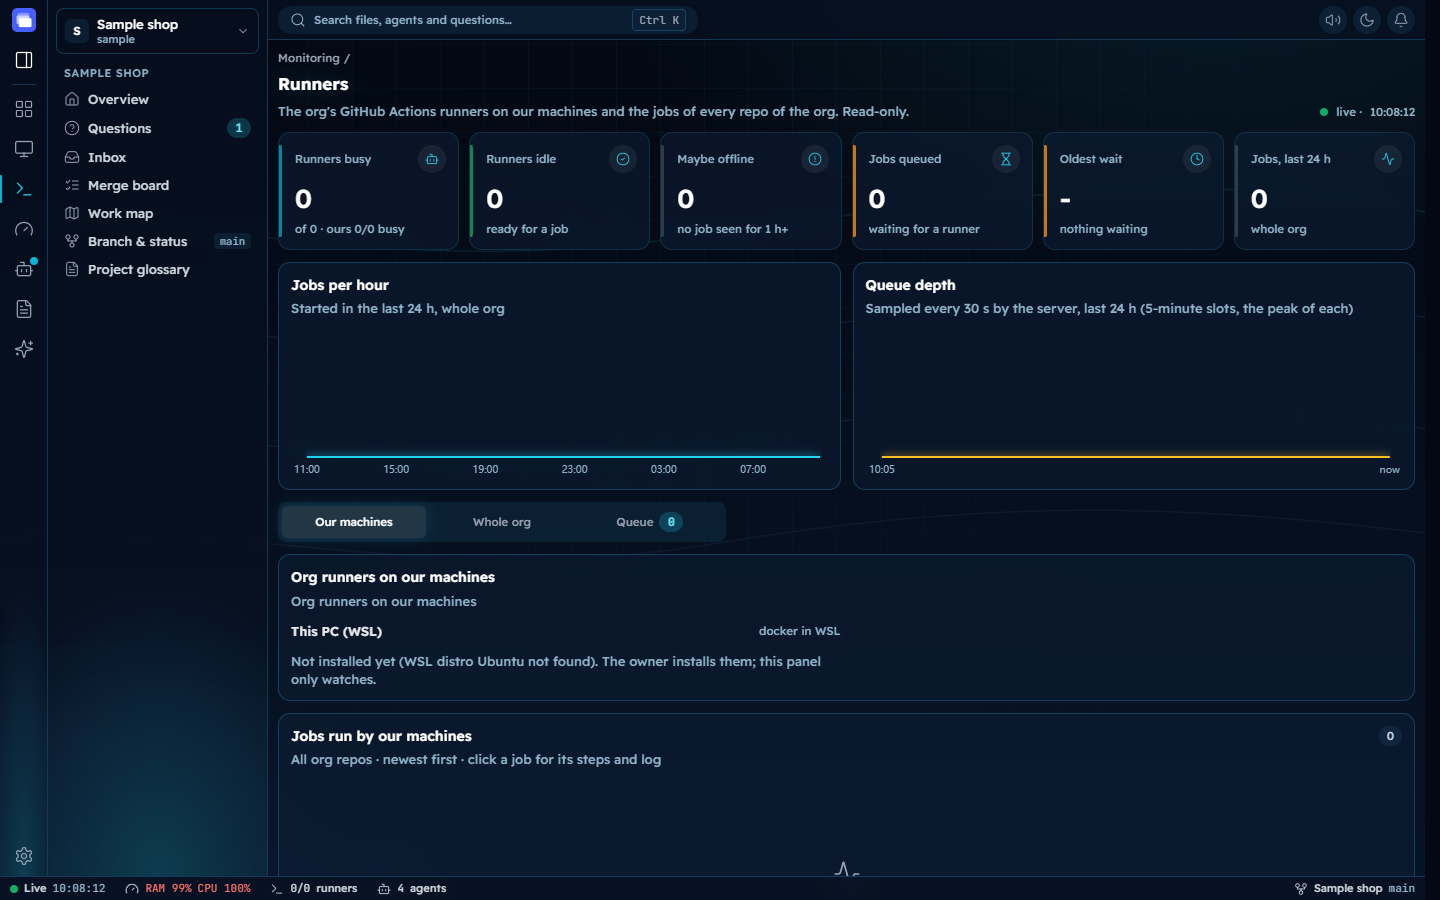 Sample shop
sample
Search files, agents and questions...
Ctrl K
SAMPLE SHOP
Overview
Questions 1
Inbox
Merge board
Work map
Branch & status main
Project glossary
Monitoring /
Runners
The org's GitHub Actions runners on our machines and the jobs of every repo of the org. Read-only.
live · 10:08:12
Runners busy
0
of 0 · ours 0/0 busy
Runners idle
0
ready for a job
Maybe offline
0
no job seen for 1 h+
Jobs queued
0
waiting for a runner
Oldest wait
-
nothing waiting
Jobs, last 24 h
0
whole org
Jobs per hour
Started in the last 24 h, whole org
11:00 15:00 19:00 23:00 03:00 07:00
Queue depth
Sampled every 30 s by the server, last 24 h (5-minute slots, the peak of each)
10:05 now
Our machines Whole org Queue 0
Org runners on our machines
Org runners on our machines
This PC (WSL) docker in WSL
Not installed yet (WSL distro Ubuntu not found). The owner installs them; this panel
only watches.
Jobs run by our machines 0
All org repos · newest first · click a job for its steps and log
Live 10:08:12 RAM 99% CPU 100% 0/0 runners 4 agents Sample shop main